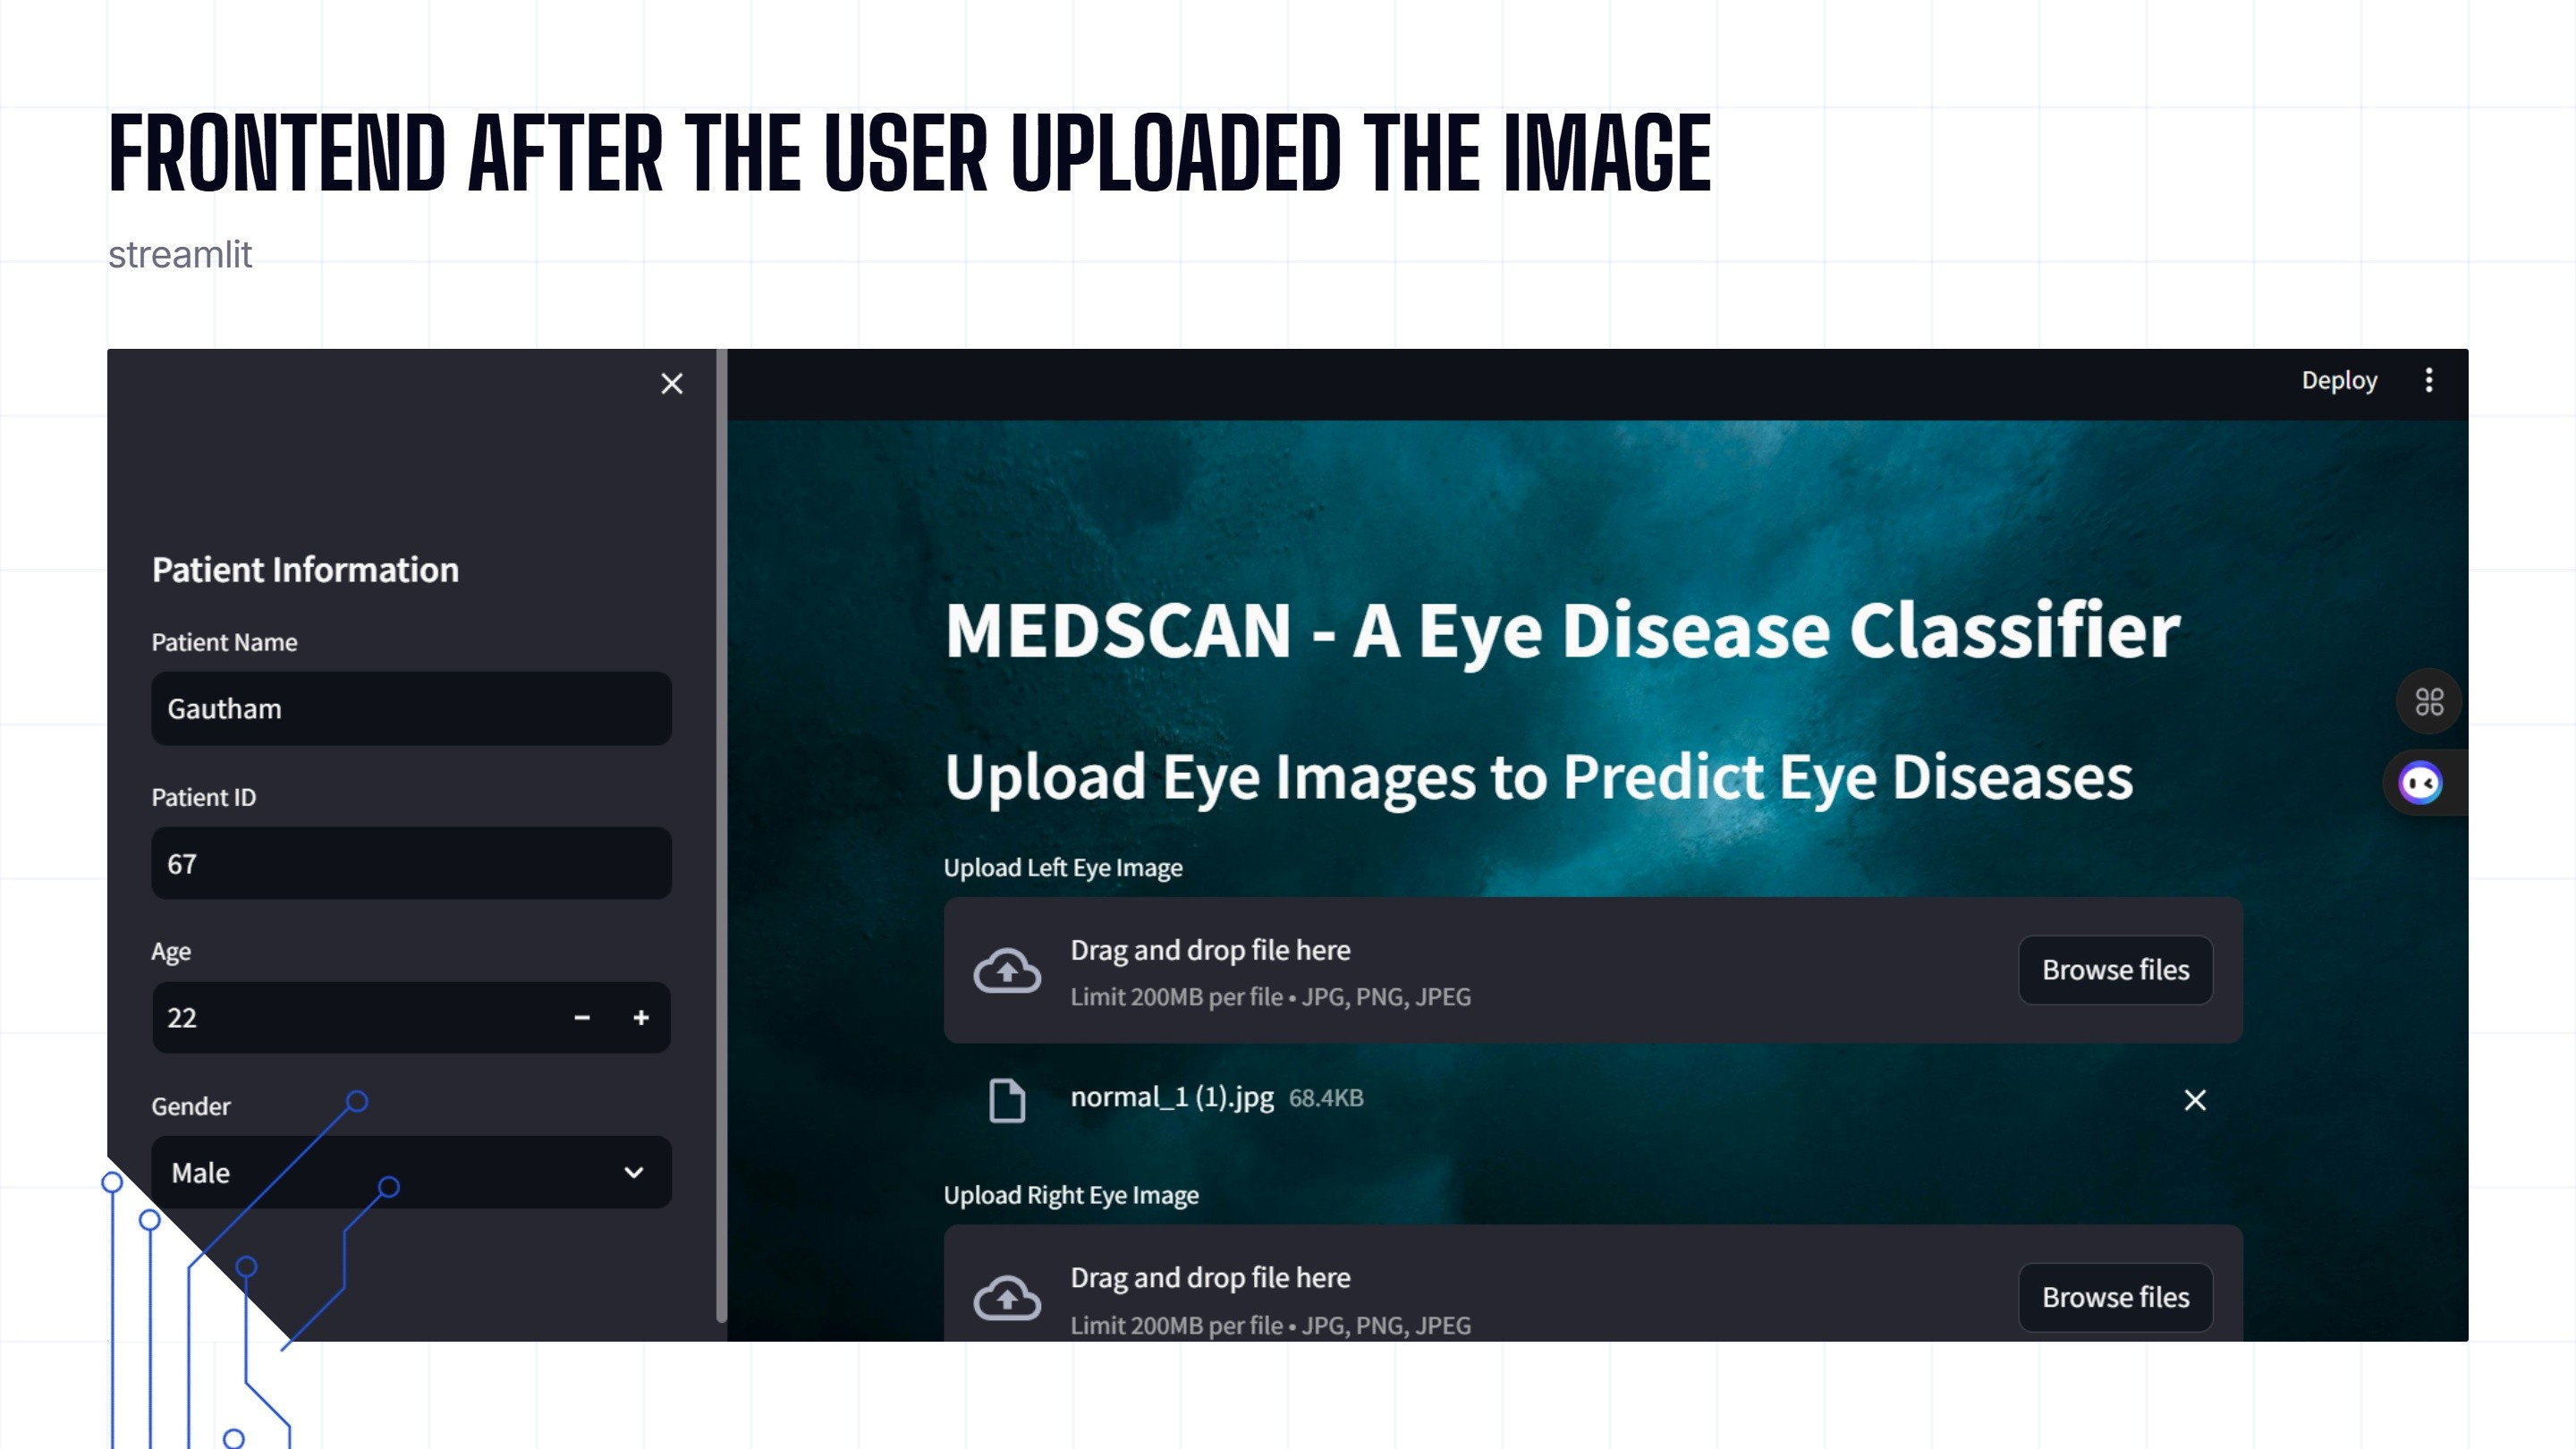 FRONTEND AFTER THE USER UPLOADED THE IMAGE
streamlit
Patient Information
Patient Name
Gautham
Patient ID
67
Age
22
Gender
Male
Deploy
MEDSCAN - A Eye Disease Classifier
Upload Eye Images to Predict Eye Diseases
Upload Left Eye Image
Drag and drop file here
Limit 200MB per file • JPG, PNG, JPEG
Browse files
normal_1 (1).jpg 68.4KB
Upload Right Eye Image
Drag and drop file here
Limit 200MB per file • JPG, PNG, JPEG
Browse files